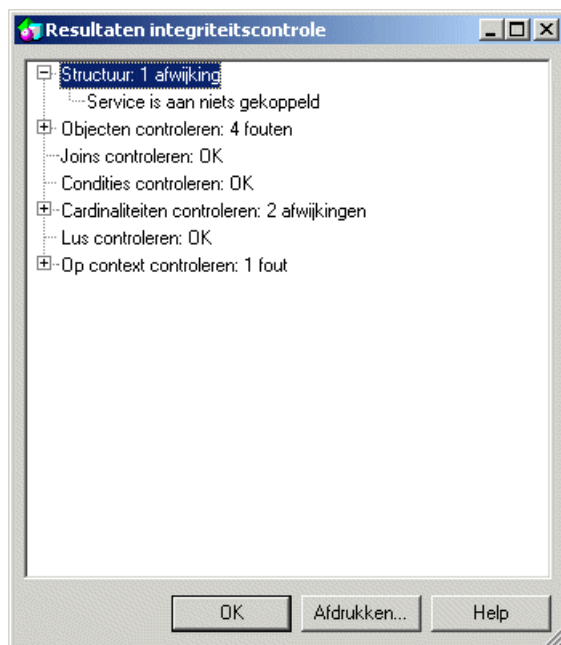 Resultaten integriteitscontrole
Structuur: 1 afwijking
Service is aan niets gekoppeld
Objecten controleren: 4 fouten
Joins controleren: OK
Condities controleren: OK
Cardinaliteiten controleren: 2 afwijkingen
Lus controleren: OK
Op context controleren: 1 fout
OK Afdrukken... Help